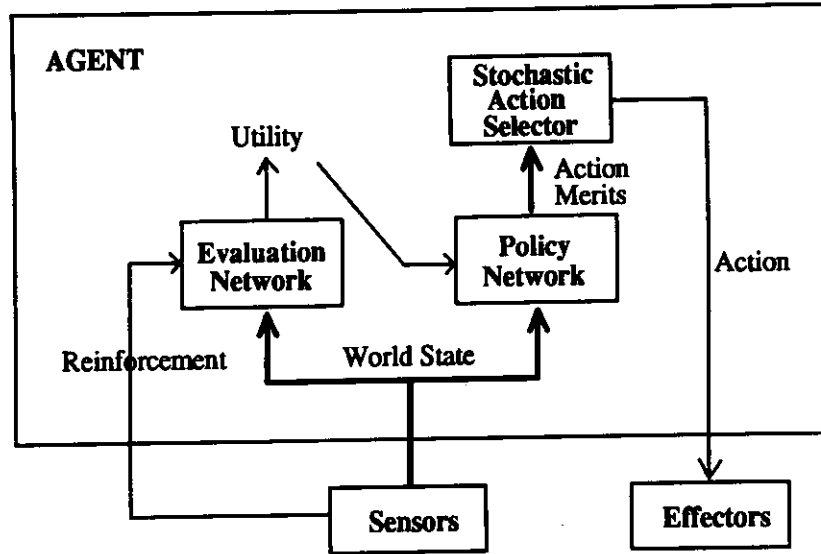 AGENT
Stochastic
Action
Selector
Utility
Action
Merits
Evaluation
Network
Policy
Network
Action
Reinforcement
World State
Sensors
Effectors